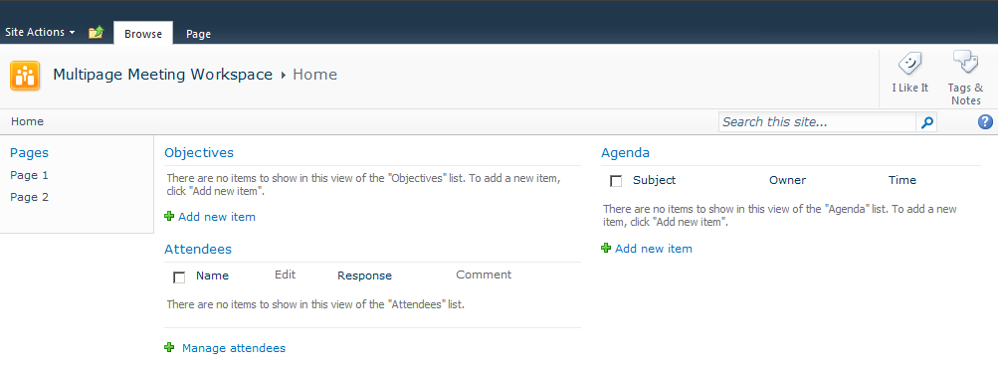 Site Actions
Browse
Page
Multipage Meeting Workspace ▸ Home
I Like It
Tags &
Notes
Home
Search this site...
Pages
Page 1
Page 2
Objectives
There are no items to show in this view of the "Objectives" list. To add a new item,
click "Add new item".
Add new item
Attendees
Name Edit Response Comment
There are no items to show in this view of the "Attendees" list.
Manage attendees
Agenda
Subject Owner Time
There are no items to show in this view of the "Agenda" list. To add a new
item, click "Add new item".
Add new item